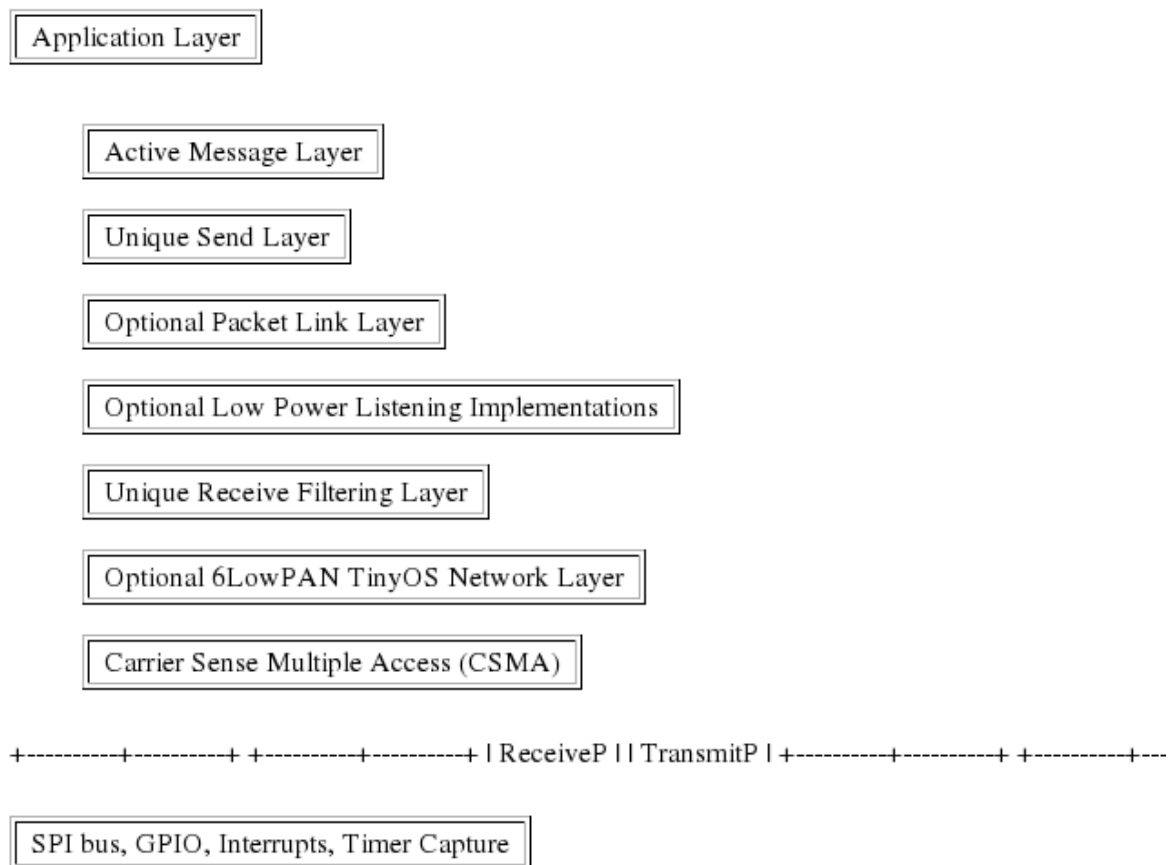 Application Layer
Active Message Layer
Unique Send Layer
Optional Packet Link Layer
Optional Low Power Listening Implementations
Unique Receive Filtering Layer
Optional 6LowPAN TinyOS Network Layer
Carrier Sense Multiple Access (CSMA)
+----------+-----------+ +----------+-----------+ | ReceiveP | | TransmitP | +----------+-----------+ +----------+---
SPI bus, GPIO, Interrupts, Timer Capture